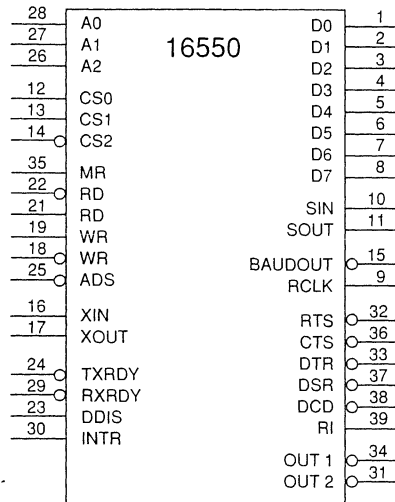 16550
28 A0
27 A1
26 A2
12 CS0
13 CS1
14 CS2
35 MR
22 RD
21 RD
19 WR
18 WR
25 ADS
16 XIN
17 XOUT
24 TXRDY
29 RXRDY
23 DDIS
30 INTR
D0 1
D1 2
D2 3
D3 4
D4 5
D5 6
D6 7
D7 8
SIN 10
SOUT 11
BAUDOUT 15
RCLK 9
RTS 32
CTS 36
DTR 33
DSR 37
DCD 38
RI 39
OUT 1 34
OUT 2 31